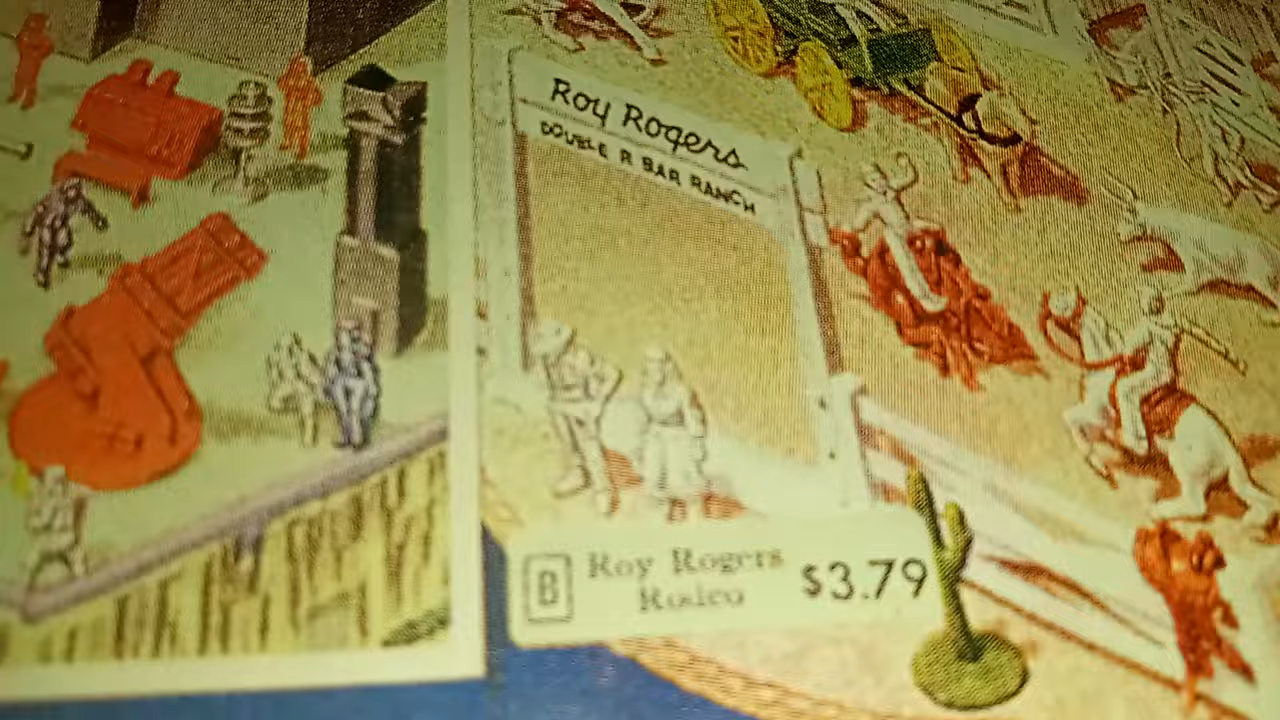 Roy Rogers
DOUBLE R BAR RANCH
B Roy Rogers
Rodeo
$3.79